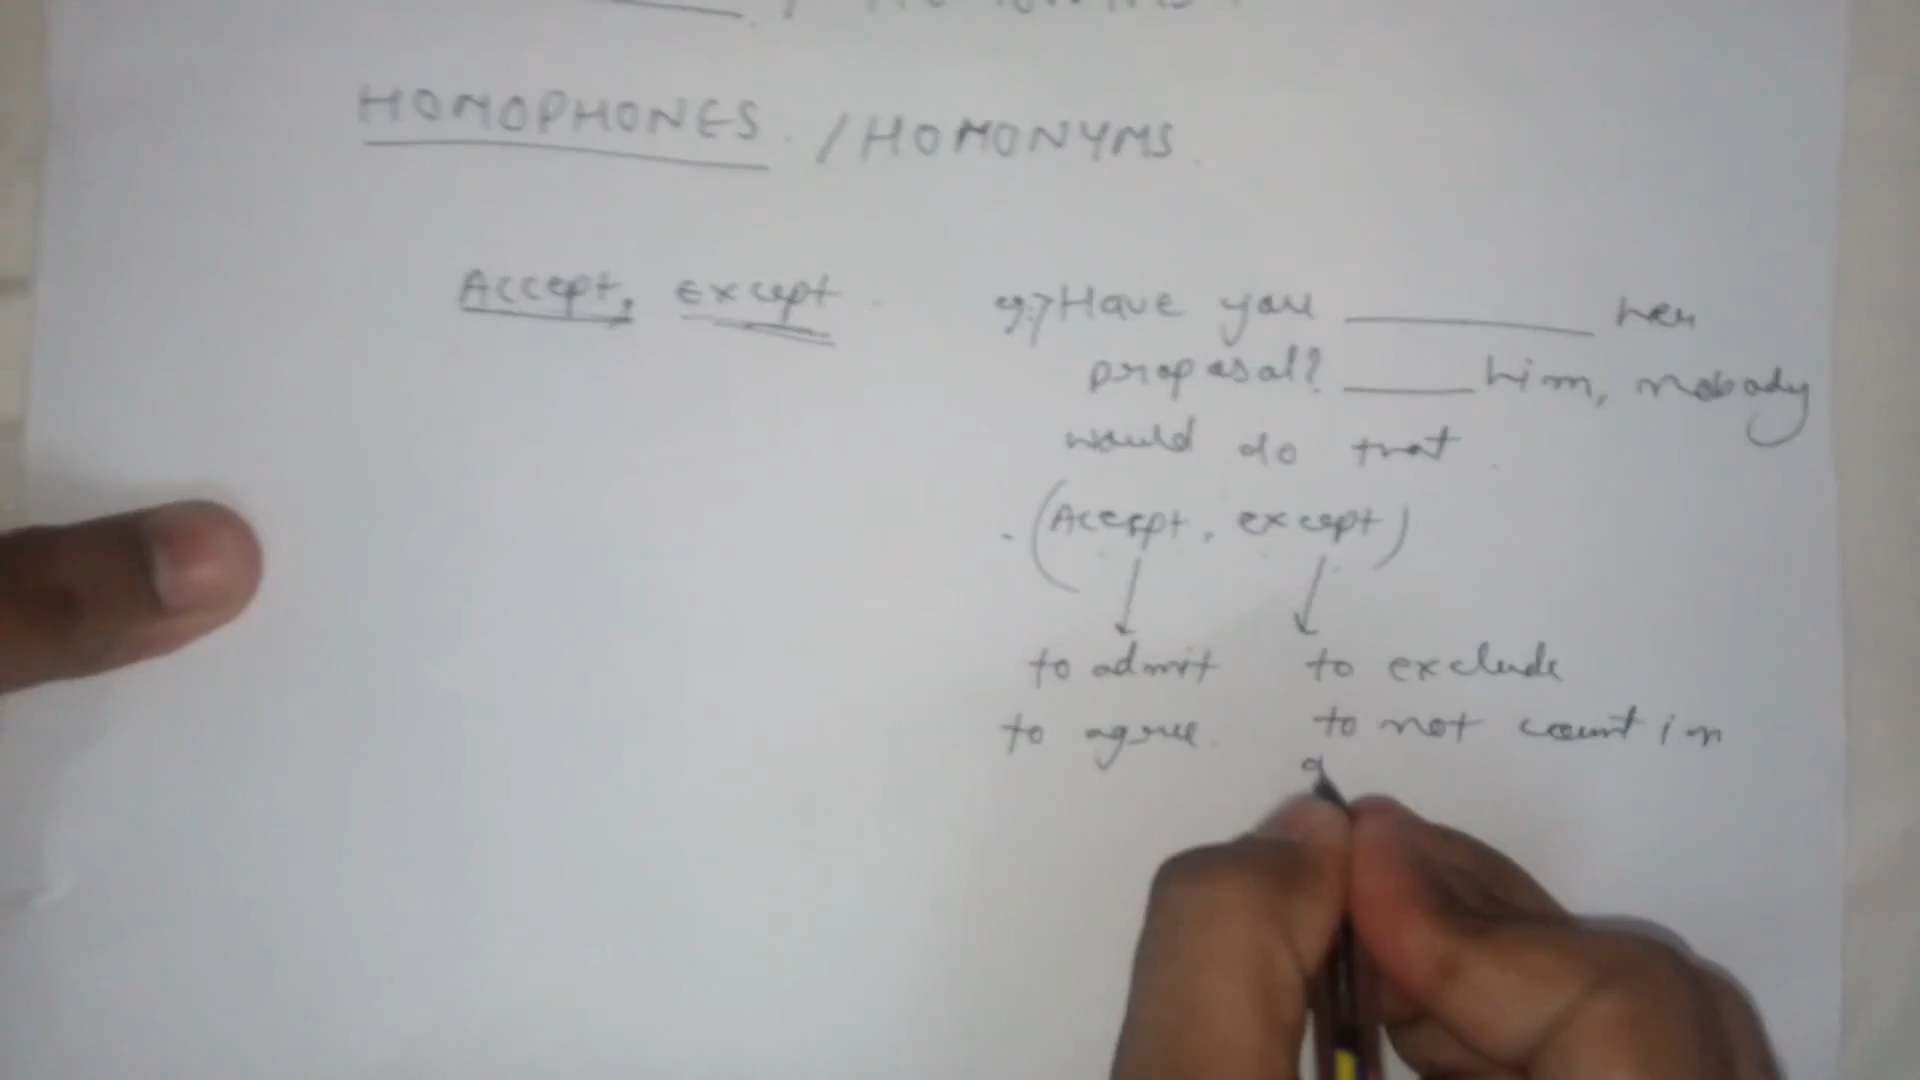 HOMOPHONES. / HOMONYMS.
Accept, except.
eg:> Have you ________ her
proposal? _____ him, nobody
would do that.
(Accept, except)
to admit to exclude
to agree. to not count in